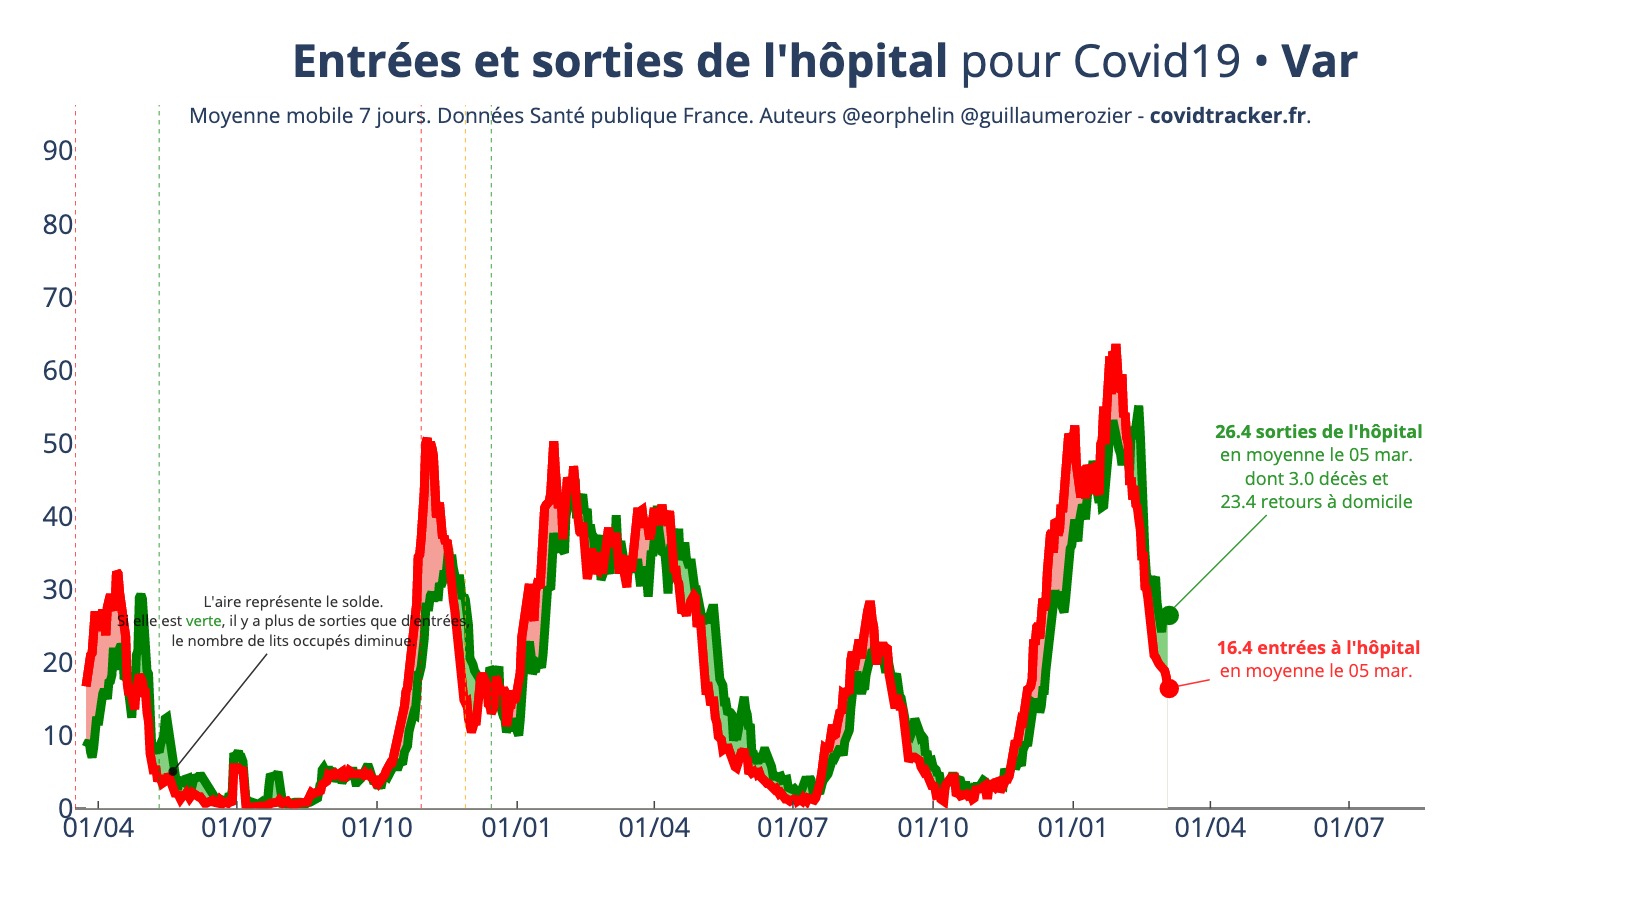 Entrées et sorties de l'hôpital pour Covid19 • Var
Moyenne mobile 7 jours. Données Santé publique France. Auteurs @eorphelin @guillaumerozier - covidtracker.fr.
90
80
70
60
50
40
30
20
10
0
L'aire représente le solde.
Si elle est verte, il y a plus de sorties que d'entrées,
le nombre de lits occupés diminue.
26.4 sorties de l'hôpital
en moyenne le 05 mar.
dont 3.0 décès et
23.4 retours à domicile
16.4 entrées à l'hôpital
en moyenne le 05 mar.
01/04 01/07 01/10 01/01 01/04 01/07 01/10 01/01 01/04 01/07